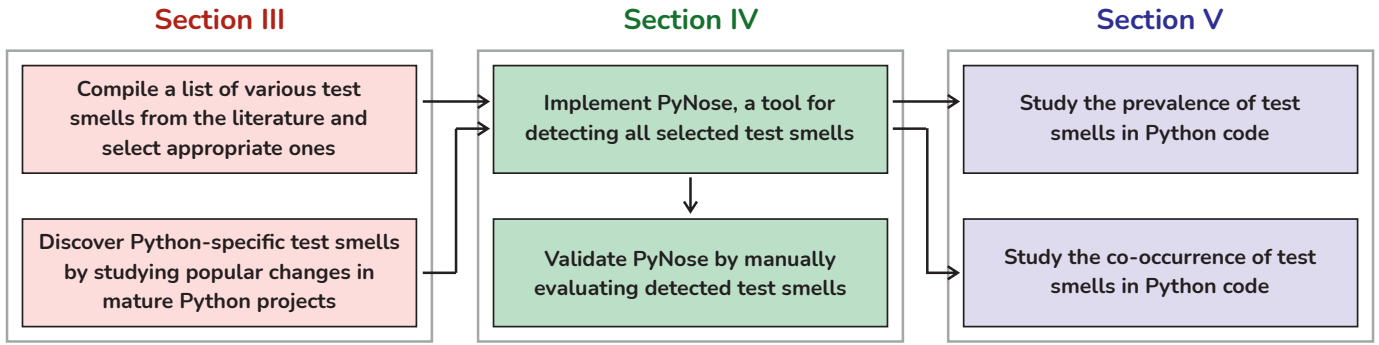 Section III
Compile a list of various test
smells from the literature and
select appropriate ones
Discover Python-specific test smells
by studying popular changes in
mature Python projects
Section IV
Implement PyNose, a tool for
detecting all selected test smells
Validate PyNose by manually
evaluating detected test smells
Section V
Study the prevalence of test
smells in Python code
Study the co-occurrence of test
smells in Python code